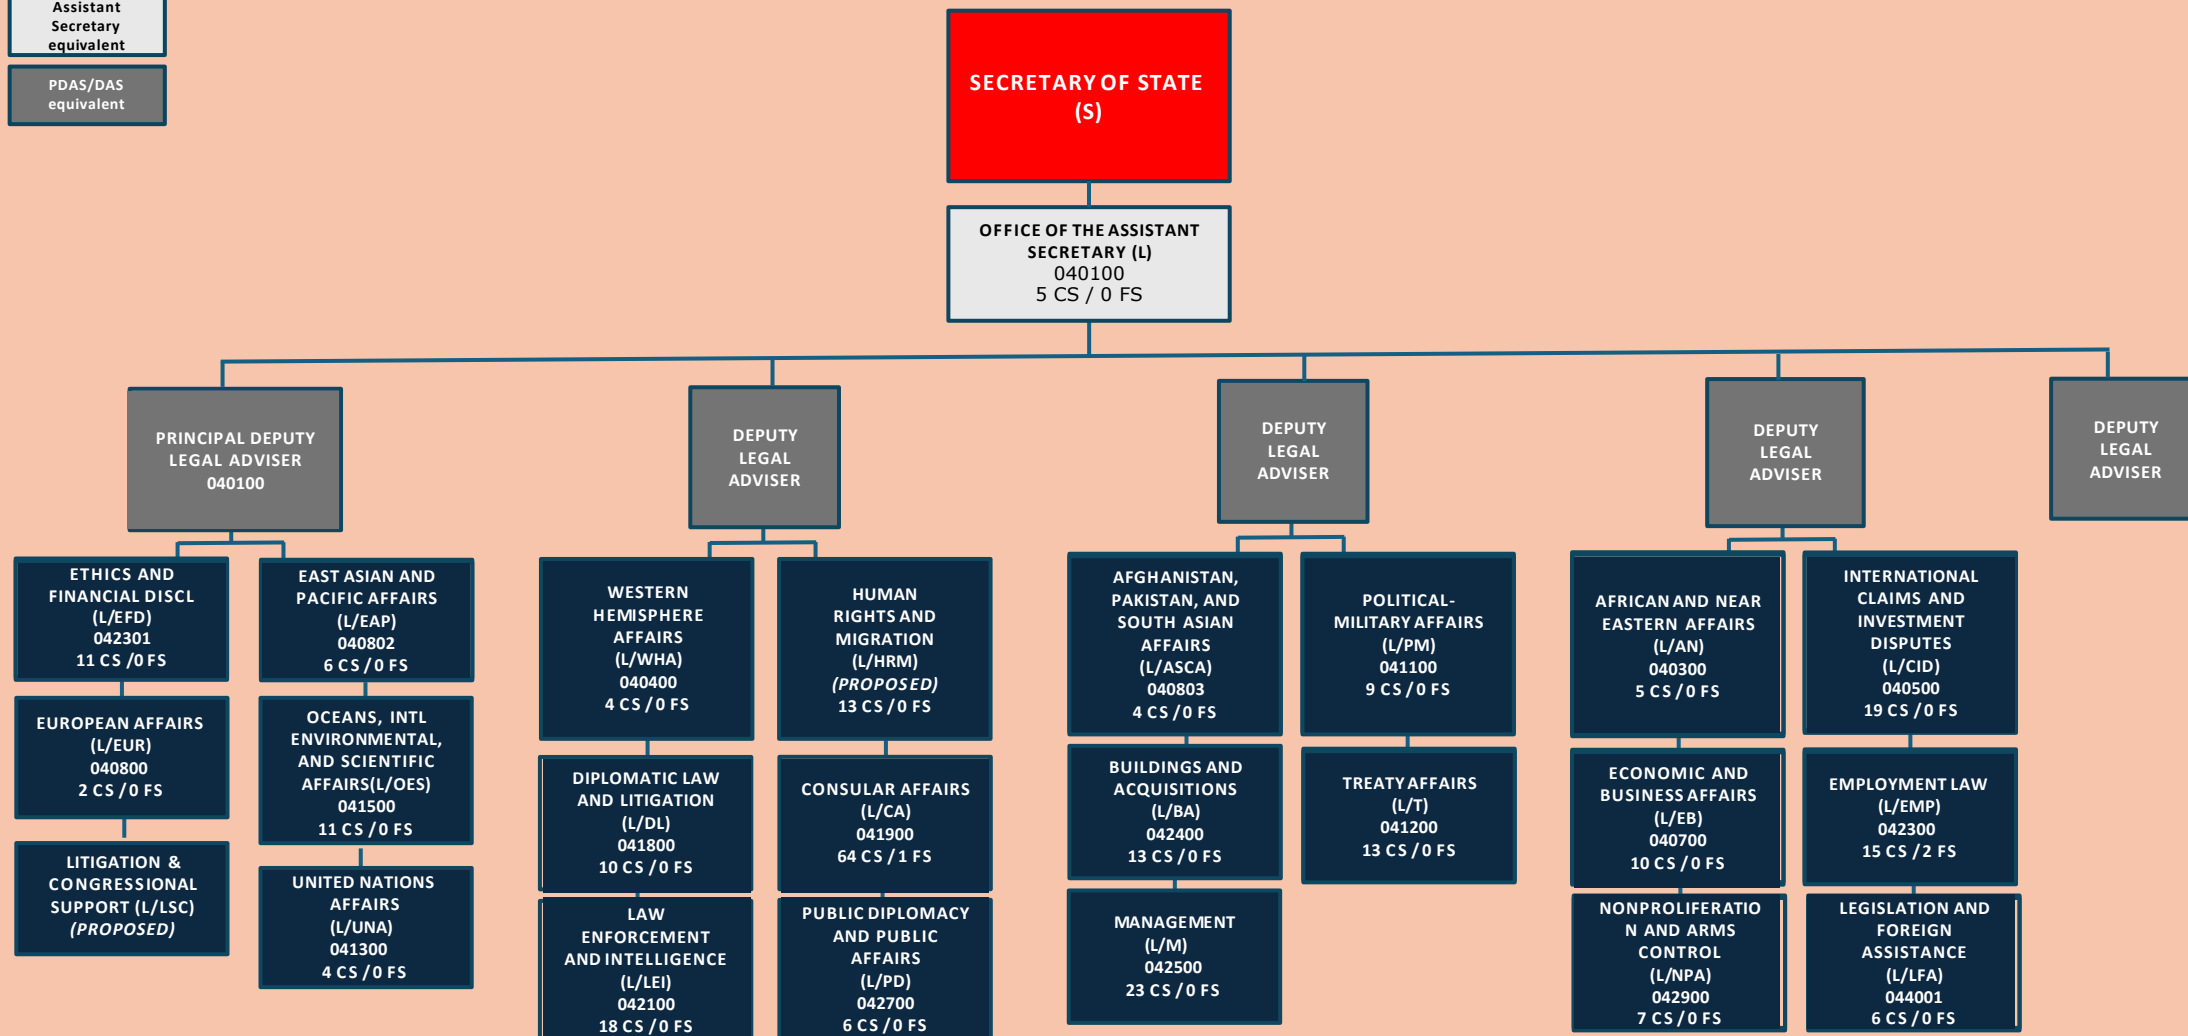 Assistant
Secretary
equivalent
PDAS/DAS
equivalent
SECRETARY OF STATE
(S)
OFFICE OF THE ASSISTANT
SECRETARY (L)
040100
5 CS / 0 FS
PRINCIPAL DEPUTY
LEGAL ADVISER
040100
DEPUTY
LEGAL
ADVISER
DEPUTY
LEGAL
ADVISER
DEPUTY
LEGAL
ADVISER
DEPUTY
LEGAL
ADVISER
ETHICS AND
FINANCIAL DISCL
(L/EFD)
042301
11 CS /0 FS
EUROPEAN AFFAIRS
(L/EUR)
040800
2 CS /0 FS
LITIGATION &
CONGRESSIONAL
SUPPORT (L/LSC)
(PROPOSED)
EAST ASIAN AND
PACIFIC AFFAIRS
(L/EAP)
040802
6 CS /0 FS
OCEANS, INTL
ENVIRONMENTAL,
AND SCIENTIFIC
AFFAIRS(L/OES)
041500
11 CS /0 FS
UNITED NATIONS
AFFAIRS
(L/UNA)
041300
4 CS /0 FS
WESTERN
HEMISPHERE
AFFAIRS
(L/WHA)
040400
4 CS /0 FS
DIPLOMATIC LAW
AND LITIGATION
(L/DL)
041800
10 CS /0 FS
LAW
ENFORCEMENT
AND INTELLIGENCE
(L/LEI)
042100
18 CS /0 FS
HUMAN
RIGHTS AND
MIGRATION
(L/HRM)
(PROPOSED)
13 CS /0 FS
CONSULAR AFFAIRS
(L/CA)
041900
64 CS /1 FS
PUBLIC DIPLOMACY
AND PUBLIC
AFFAIRS
(L/PD)
042700
6 CS /0 FS
AFGHANISTAN,
PAKISTAN, AND
SOUTH ASIAN
AFFAIRS
(L/ASCA)
040803
4 CS /0 FS
BUILDINGS AND
ACQUISITIONS
(L/BA)
042400
13 CS /0 FS
MANAGEMENT
(L/M)
042500
23 CS /0 FS
POLITICAL-
MILITARY AFFAIRS
(L/PM)
041100
9 CS /0 FS
TREATY AFFAIRS
(L/T)
041200
13 CS /0 FS
AFRICAN AND NEAR
EASTERN AFFAIRS
(L/AN)
040300
5 CS /0 FS
ECONOMIC AND
BUSINESS AFFAIRS
(L/EB)
040700
10 CS /0 FS
NONPROLIFERATIO
N AND ARMS
CONTROL
(L/NPA)
042900
7 CS /0 FS
INTERNATIONAL
CLAIMS AND
INVESTMENT
DISPUTES
(L/CID)
040500
19 CS /0 FS
EMPLOYMENT LAW
(L/EMP)
042300
15 CS /2 FS
LEGISLATION AND
FOREIGN
ASSISTANCE
(L/LFA)
044001
6 CS /0 FS